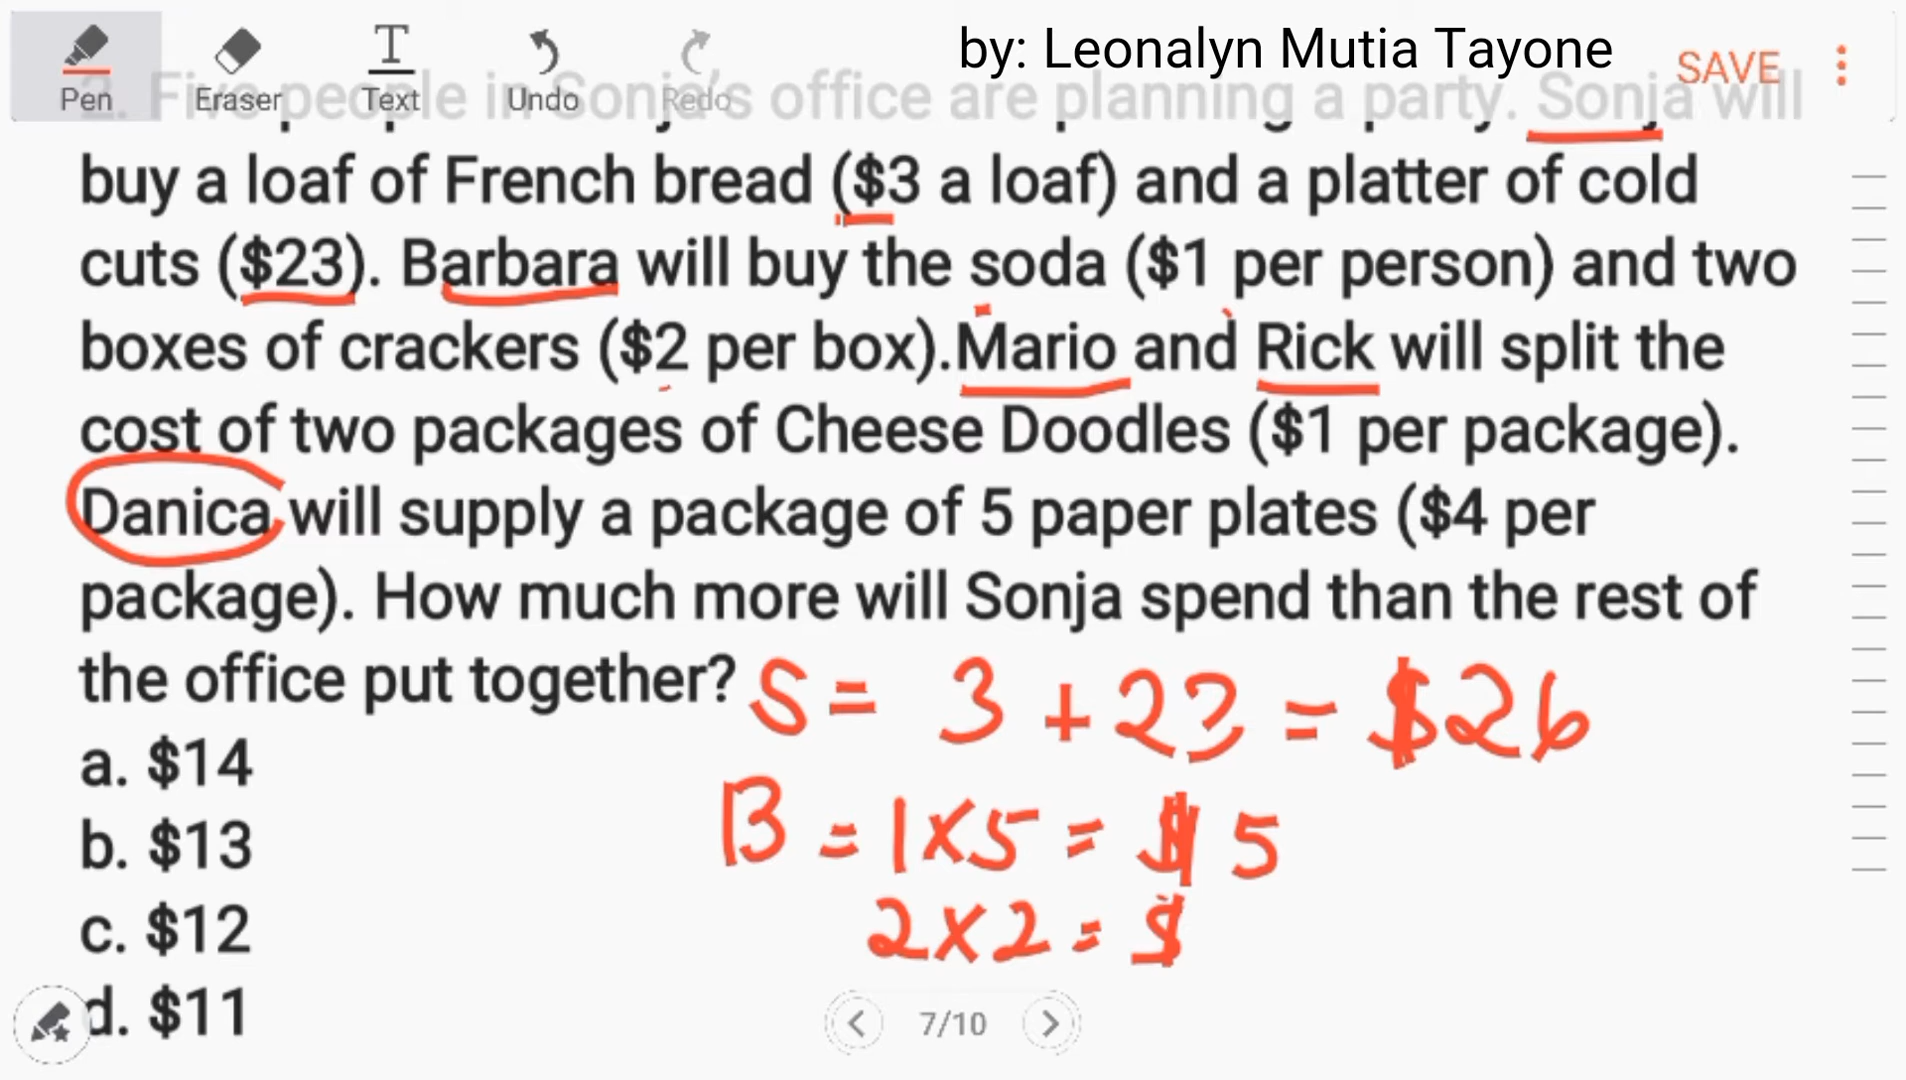 by: Leonalyn Mutia Tayone
SAVE
Pen Eraser Text Undo Redo
2. Five people in Sonja's office are planning a party. Sonja will
buy a loaf of French bread ($3 a loaf) and a platter of cold
cuts ($23). Barbara will buy the soda ($1 per person) and two
boxes of crackers ($2 per box).Mario and Rick will split the
cost of two packages of Cheese Doodles ($1 per package).
Danica will supply a package of 5 paper plates ($4 per
package). How much more will Sonja spend than the rest of
the office put together?
S = 3 + 23 = $26
a. $14
B = 1 x 5 = $ 5
b. $13
2 x 2 = $
c. $12
d. $11
7/10